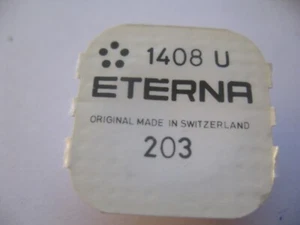 1408 U
ETERNA
ORIGINAL MADE IN SWITZERLAND
203